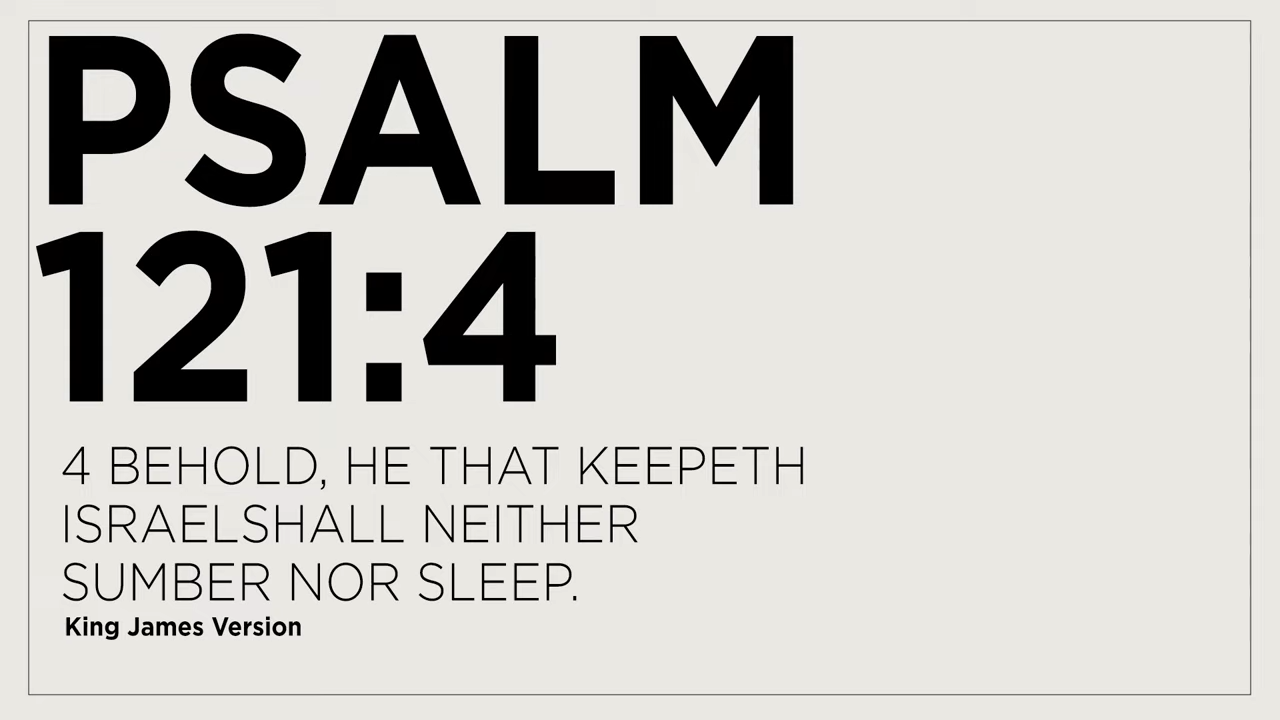 PSALM
121:4
4 BEHOLD, HE THAT KEEPETH
ISRAELSHALL NEITHER
SUMBER NOR SLEEP.
King James Version